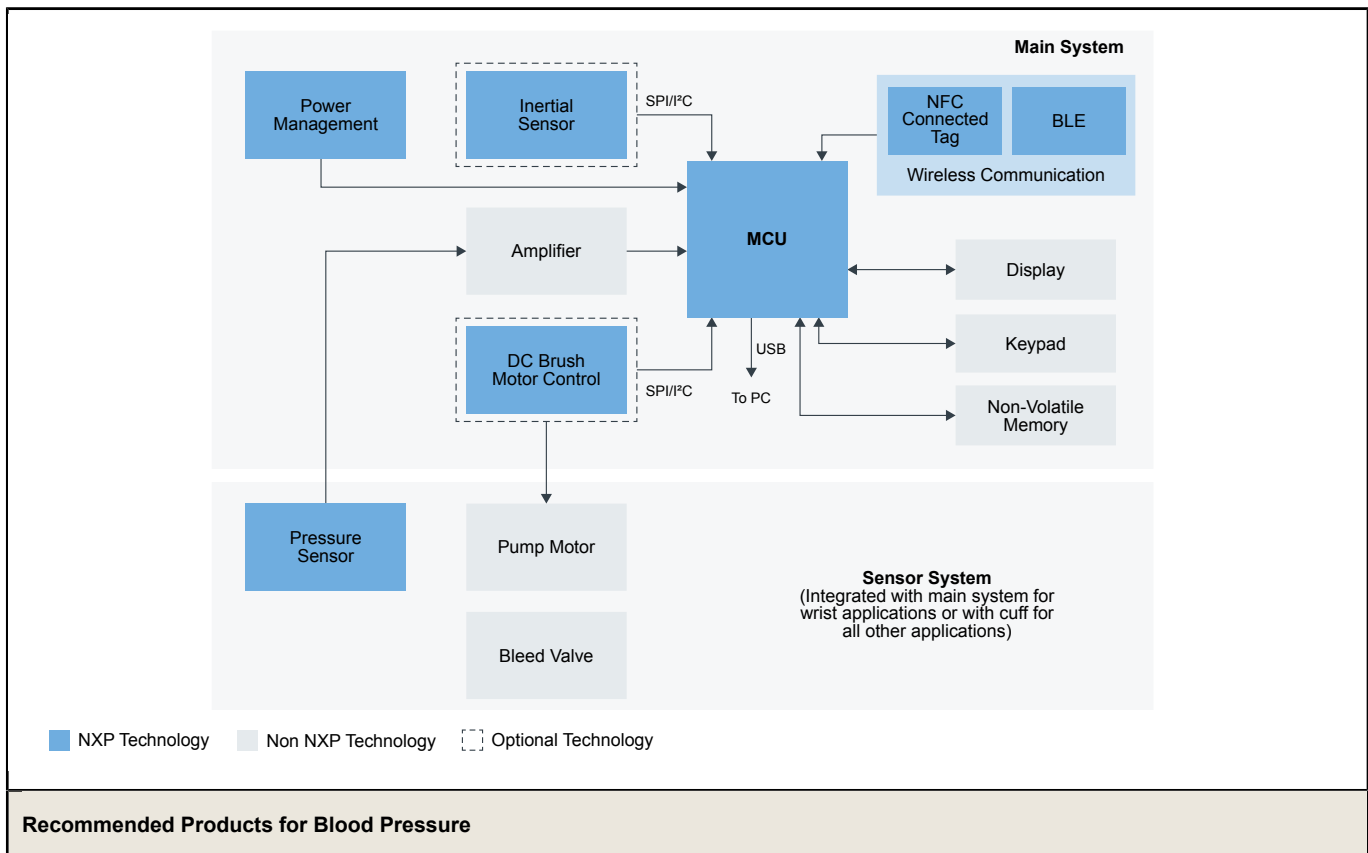 Main System
Power
Management
Inertial
Sensor
SPI/I²C
NFC
Connected
Tag
BLE
Wireless Communication
Amplifier
MCU
Display
DC Brush
Motor Control
SPI/I²C
USB
To PC
Keypad
Non-Volatile
Memory
Pressure
Sensor
Pump Motor
Bleed Valve
Sensor System
(Integrated with main system for
wrist applications or with cuff for
all other applications)
NXP Technology
Non NXP Technology
Optional Technology
Recommended Products for Blood Pressure